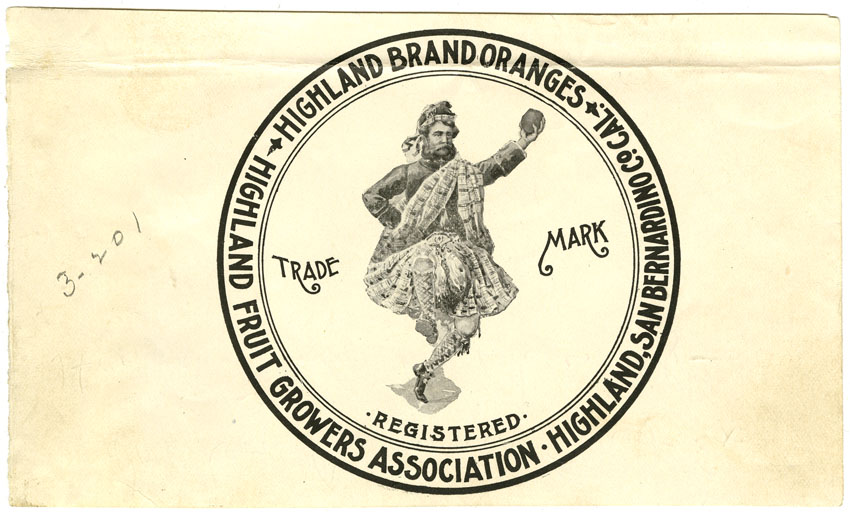 HIGHLAND BRAND ORANGES
HIGHLAND FRUIT GROWERS ASSOCIATION · HIGHLAND, SAN BERNARDINO Co. CAL.
TRADE MARK
· REGISTERED ·
3-201